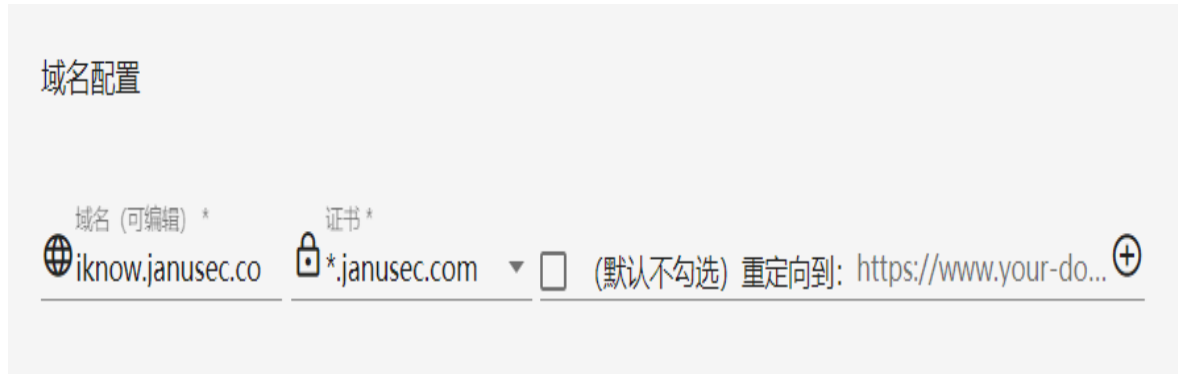 域名配置
域名（可编辑）*
证书 *
iknow.janusec.co
*.janusec.com
（默认不勾选）重定向到：
https://www.your-do...